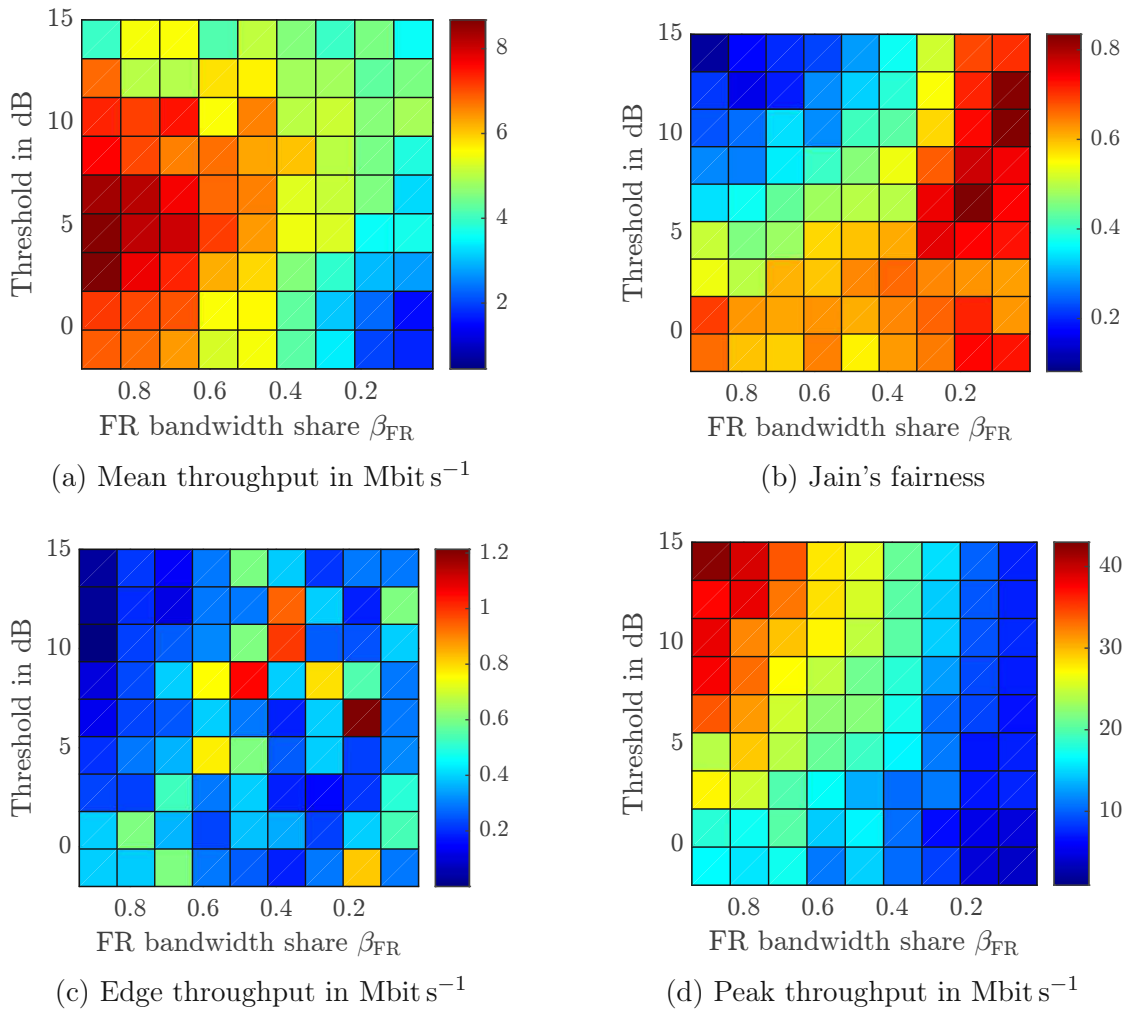 15
10
5
0
Threshold in dB
0.8 0.6 0.4 0.2
FR bandwidth share β_FR
8
6
4
2
(a) Mean throughput in Mbit s⁻¹
15
10
5
0
Threshold in dB
0.8 0.6 0.4 0.2
FR bandwidth share β_FR
0.8
0.6
0.4
0.2
(b) Jain's fairness
15
10
5
0
Threshold in dB
0.8 0.6 0.4 0.2
FR bandwidth share β_FR
1.2
1
0.8
0.6
0.4
0.2
(c) Edge throughput in Mbit s⁻¹
15
10
5
0
Threshold in dB
0.8 0.6 0.4 0.2
FR bandwidth share β_FR
40
30
20
10
(d) Peak throughput in Mbit s⁻¹